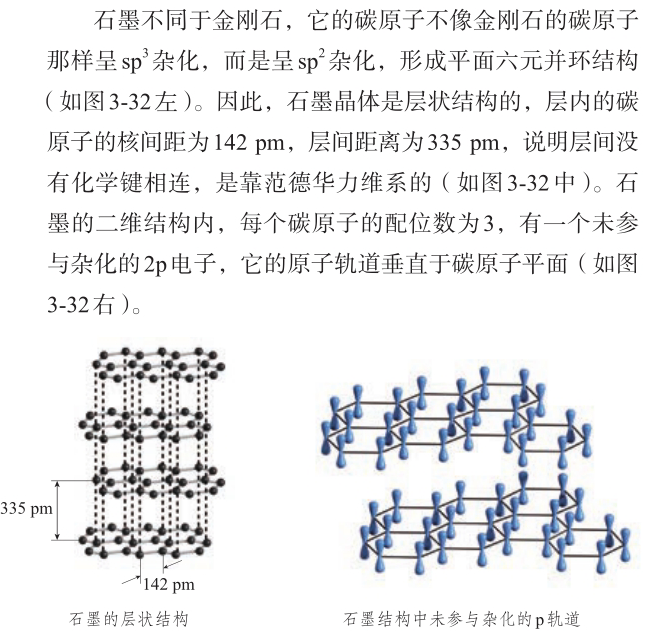 石墨不同于金刚石，它的碳原子不像金刚石的碳原子
那样呈sp³杂化，而是呈sp²杂化，形成平面六元并环结构
（如图3-32左）。因此，石墨晶体是层状结构的，层内的碳
原子的核间距为142 pm，层间距离为335 pm，说明层间没
有化学键相连，是靠范德华力维系的（如图3-32中）。石
墨的二维结构内，每个碳原子的配位数为3，有一个未参
与杂化的2p电子，它的原子轨道垂直于碳原子平面（如图
3-32右）。
335 pm
142 pm
石墨的层状结构
石墨结构中未参与杂化的p轨道